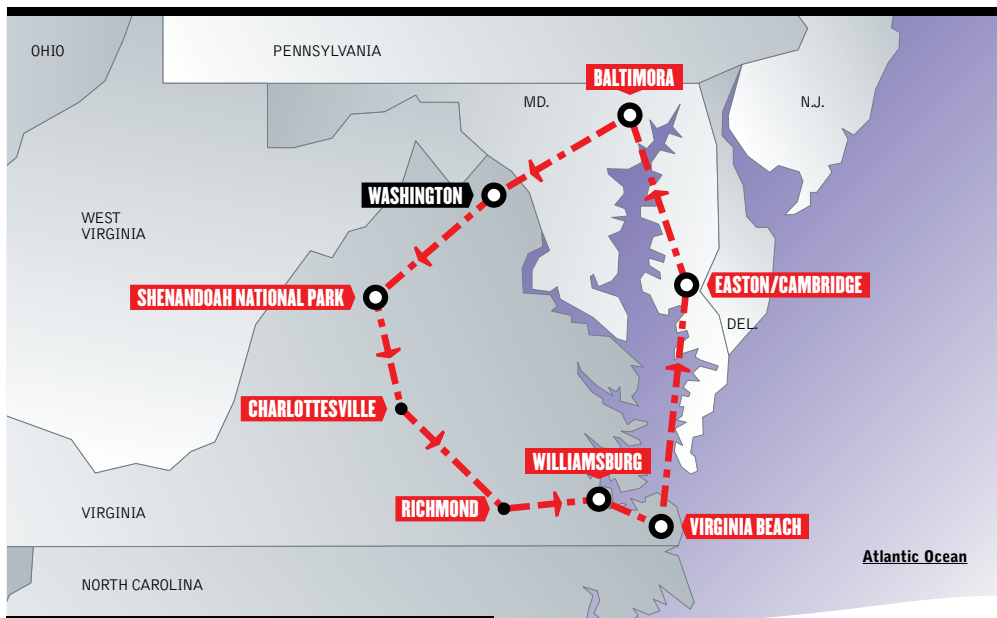 OHIO
PENNSYLVANIA
BALTIMORA
MD.
N.J.
WASHINGTON
WEST
VIRGINIA
SHENANDOAH NATIONAL PARK
EASTON/CAMBRIDGE
DEL.
CHARLOTTESVILLE
WILLIAMSBURG
RICHMOND
VIRGINIA
VIRGINIA BEACH
Atlantic Ocean
NORTH CAROLINA